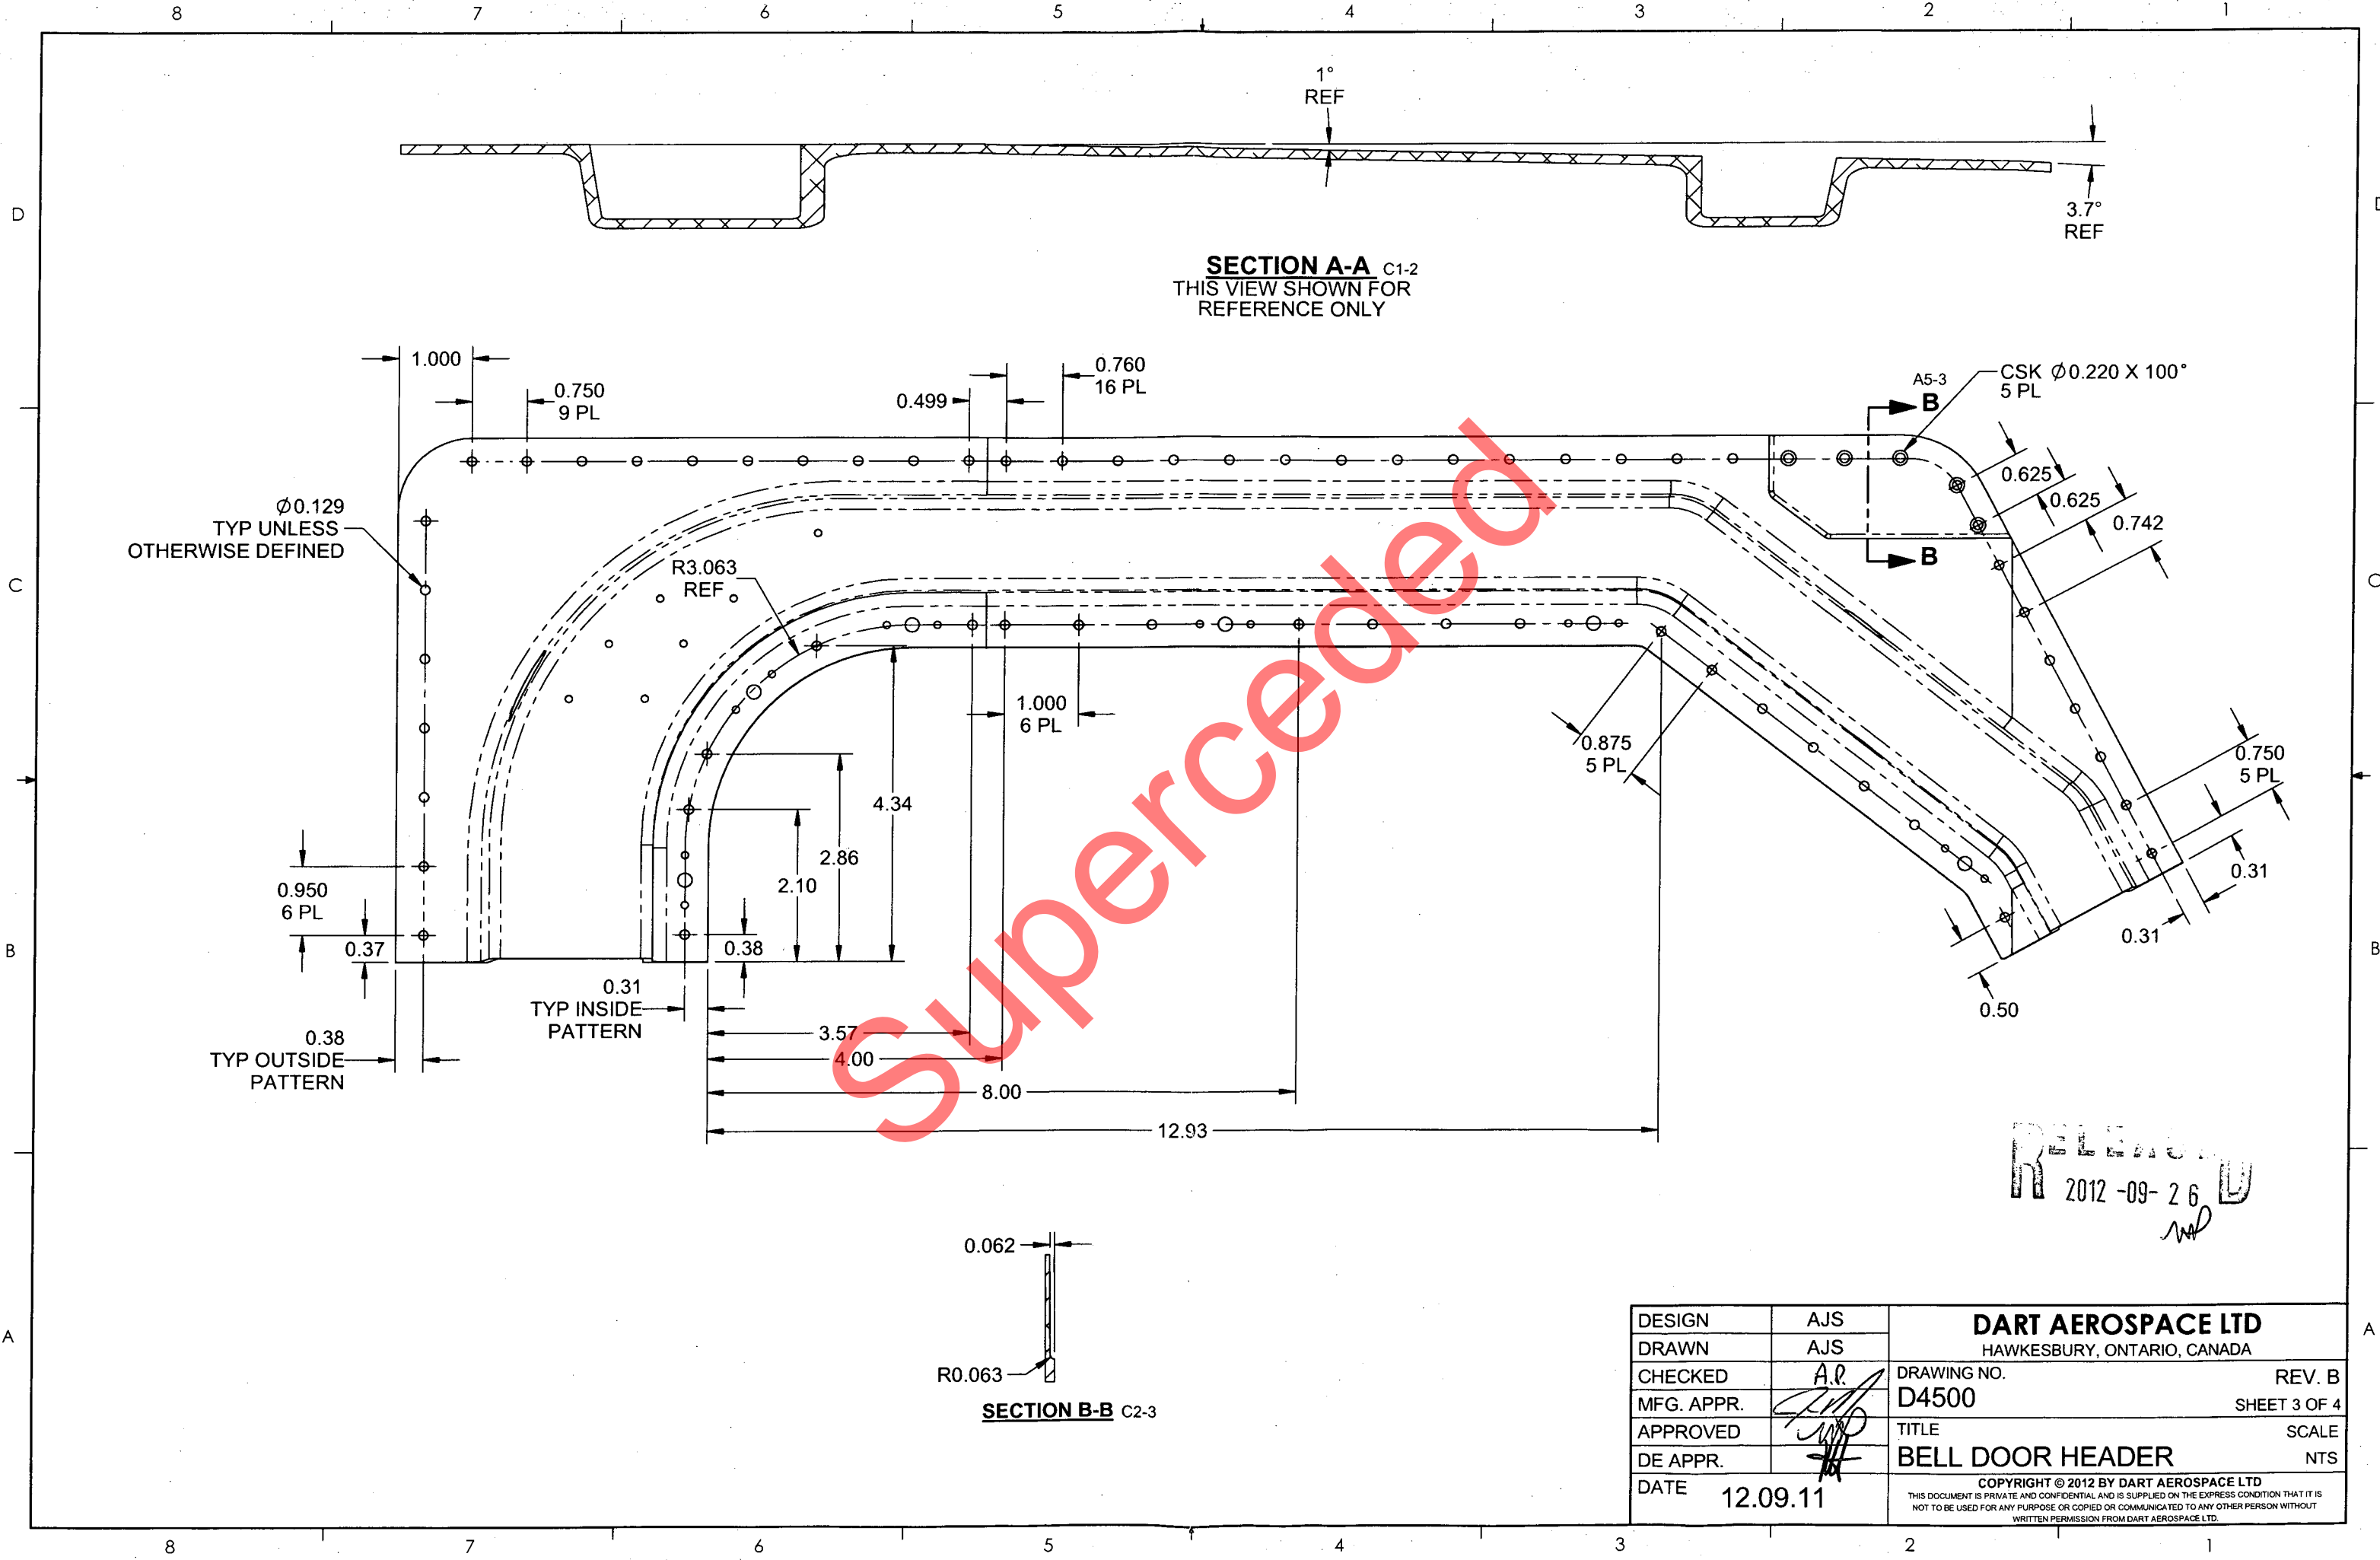 8 7 6 5 4 3 2 1
1°
REF
D
D
3.7°
REF
SECTION A-A C1-2
THIS VIEW SHOWN FOR
REFERENCE ONLY
1.000
0.750
9 PL
0.499
0.760
16 PL
A5-3
B
CSK Ø0.220 X 100°
5 PL
0.625
0.625
0.742
Ø0.129
TYP UNLESS
OTHERWISE DEFINED
R3.063
REF
B
C
C
1.000
6 PL
0.875
5 PL
0.750
5 PL
4.34
2.86
2.10
0.31
0.950
6 PL
0.37
0.38
0.31
B
B
0.31
TYP INSIDE
PATTERN
0.50
0.38
TYP OUTSIDE
PATTERN
3.57
4.00
8.00
12.93
Superceded
RELEASED
2012-09-26
0.062
R0.063
SECTION B-B C2-3
A
A
DESIGN AJS
DRAWN AJS
CHECKED A.P.
MFG. APPR.
APPROVED
DE APPR.
DATE 12.09.11
DART AEROSPACE LTD
HAWKESBURY, ONTARIO, CANADA
DRAWING NO. REV. B
D4500 SHEET 3 OF 4
TITLE SCALE
BELL DOOR HEADER NTS
COPYRIGHT © 2012 BY DART AEROSPACE LTD
THIS DOCUMENT IS PRIVATE AND CONFIDENTIAL AND IS SUPPLIED ON THE EXPRESS CONDITION THAT IT IS
NOT TO BE USED FOR ANY PURPOSE OR COPIED OR COMMUNICATED TO ANY OTHER PERSON WITHOUT
WRITTEN PERMISSION FROM DART AEROSPACE LTD.
8 7 6 5 4 3 2 1